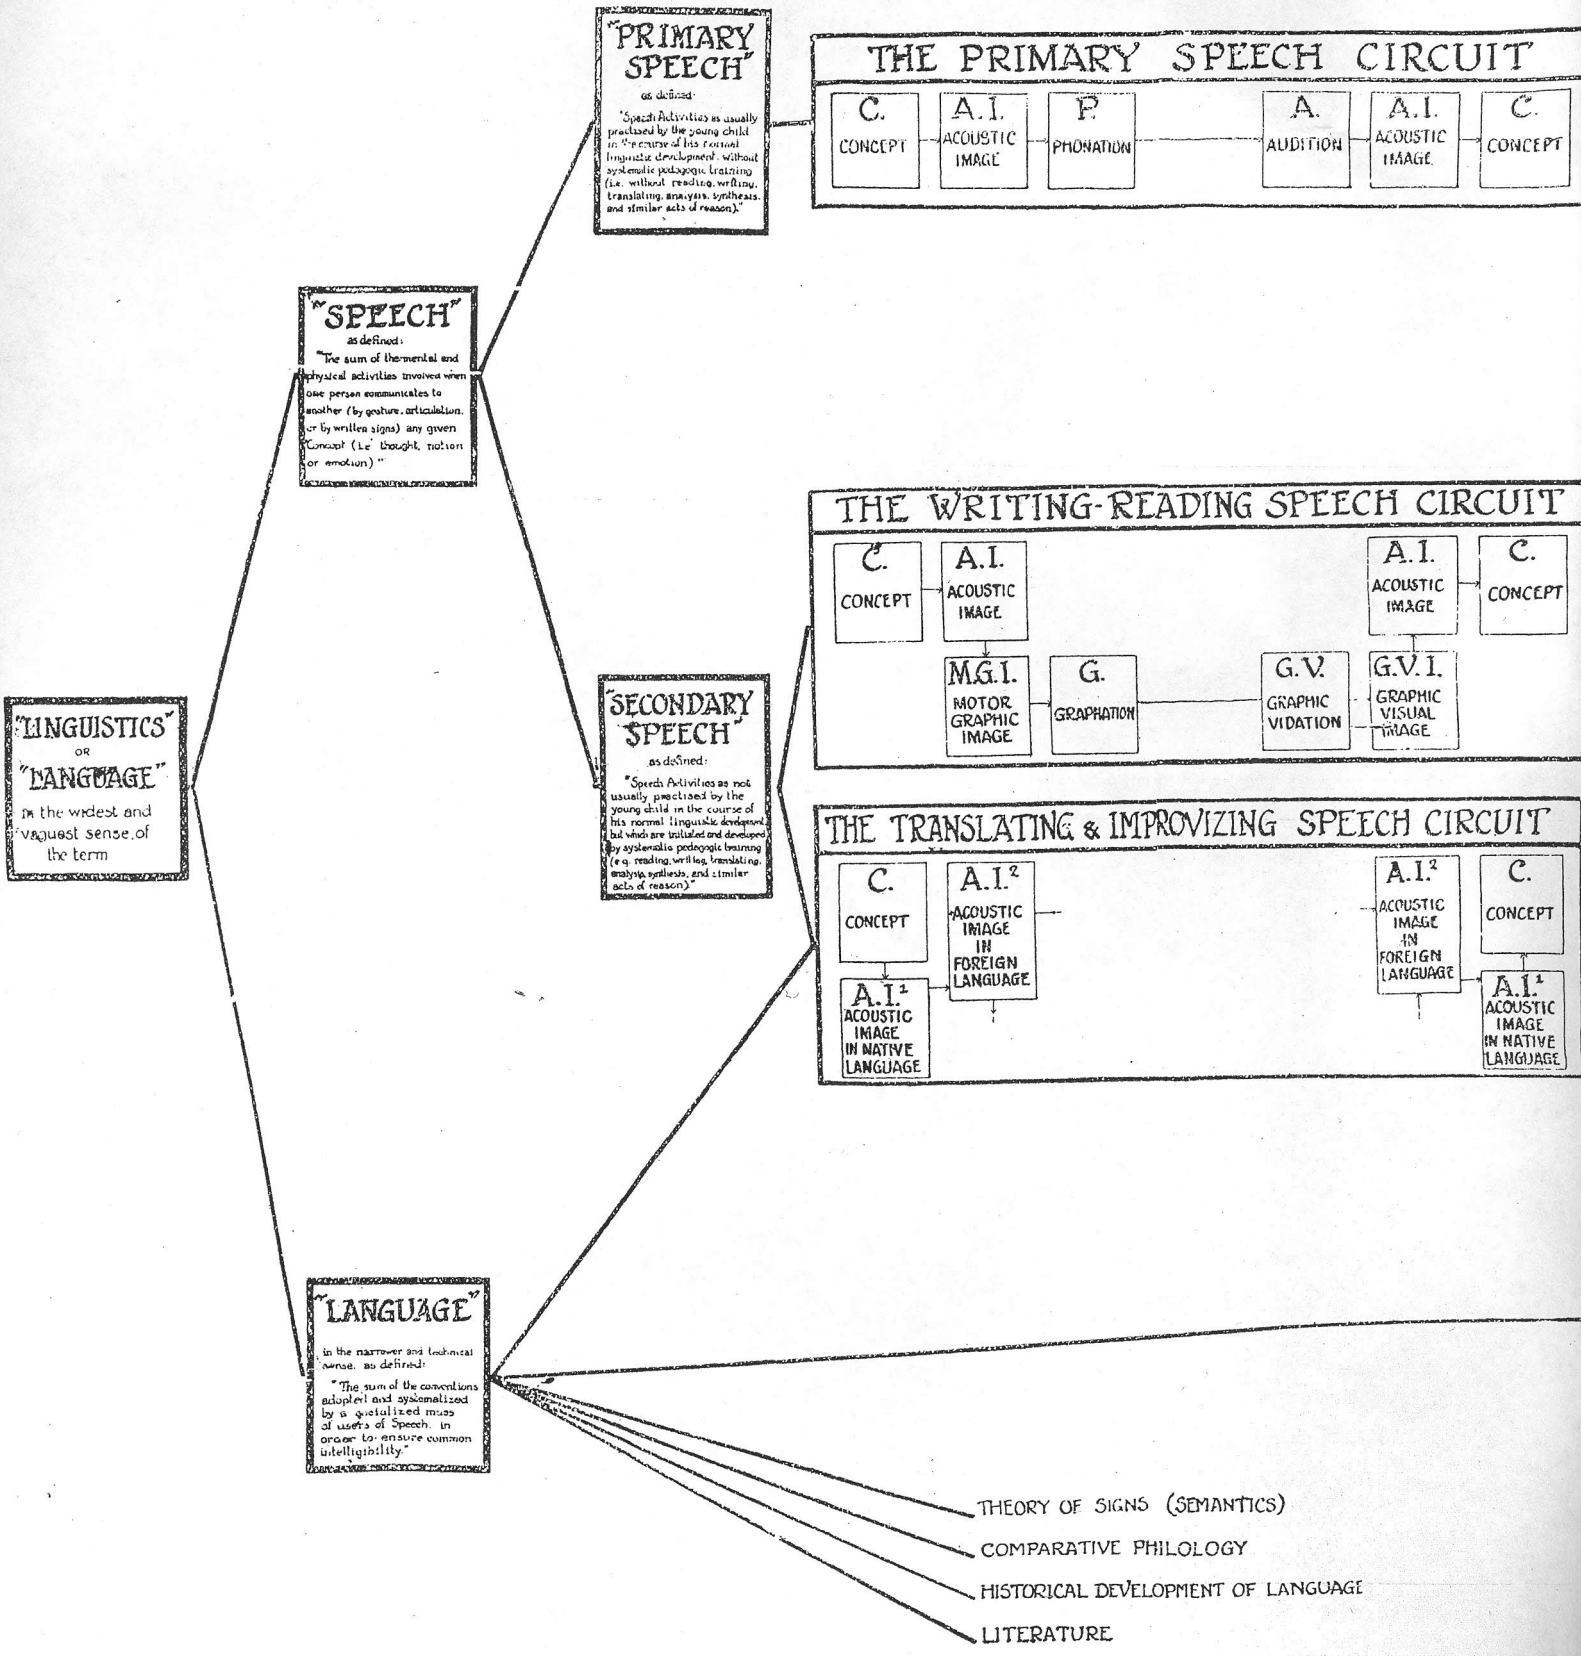 "PRIMARY
SPEECH"
as defined:
"Speech Activities as usually
practised by the young child
in the course of his normal
linguistic development, without
systematic pedagogic training
(i.e. without reading, writing,
translating, analysis, synthesis,
and similar acts of reason)."
THE PRIMARY SPEECH CIRCUIT
C.
CONCEPT
A.I.
ACOUSTIC
IMAGE
P.
PHONATION
A.
AUDITION
A.I.
ACOUSTIC
IMAGE
C.
CONCEPT
"SPEECH"
as defined:
"The sum of the mental and
physical activities involved when
one person communicates to
another (by gesture, articulation,
or by written signs) any given
Concept (i.e. thought, notion
or emotion)"
THE WRITING-READING SPEECH CIRCUIT
C.
CONCEPT
A.I.
ACOUSTIC
IMAGE
M.G.I.
MOTOR
GRAPHIC
IMAGE
G.
GRAPHATION
G.V.
GRAPHIC
VIDATION
G.V.I.
GRAPHIC
VISUAL
IMAGE
A.I.
ACOUSTIC
IMAGE
C.
CONCEPT
"LINGUISTICS"
OR
"LANGUAGE"
in the widest and
vaguest sense of
the term
"SECONDARY
SPEECH"
as defined:
"Speech Activities as not
usually practised by the
young child in the course of
his normal linguistic development
but which are initiated and developed
by systematic pedagogic training
(e.g. reading, writing, translating,
analysis, synthesis, and similar
acts of reason)."
THE TRANSLATING & IMPROVIZING SPEECH CIRCUIT
C.
CONCEPT
A.I.¹
ACOUSTIC
IMAGE
IN NATIVE
LANGUAGE
A.I.²
ACOUSTIC
IMAGE
IN
FOREIGN
LANGUAGE
A.I.²
ACOUSTIC
IMAGE
IN
FOREIGN
LANGUAGE
A.I.¹
ACOUSTIC
IMAGE
IN NATIVE
LANGUAGE
C.
CONCEPT
"LANGUAGE"
in the narrower and technical
sense, as defined:
"The sum of the conventions
adopted and systematized
by a socialized mass
of users of Speech, in
order to ensure common
intelligibility."
THEORY OF SIGNS (SEMANTICS)
COMPARATIVE PHILOLOGY
HISTORICAL DEVELOPMENT OF LANGUAGE
LITERATURE